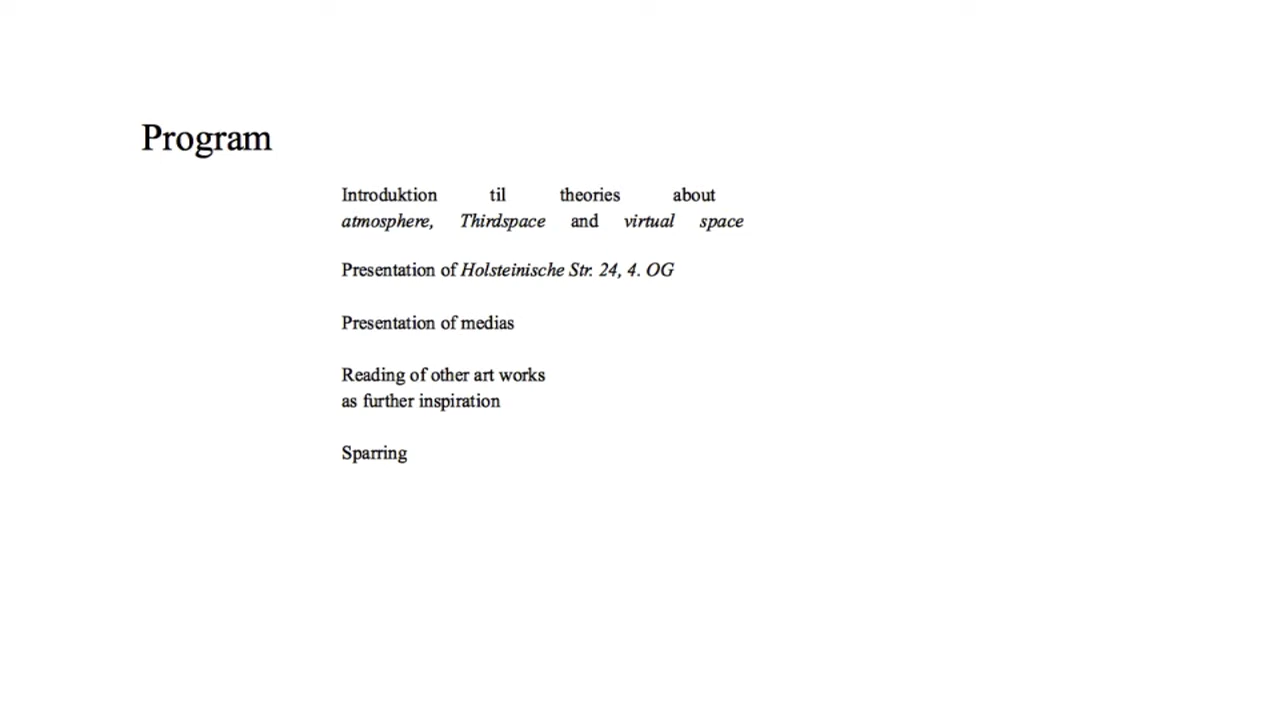 Program
Introduktion til theories about
atmosphere, Thirdspace and virtual space
Presentation of Holsteinische Str. 24, 4. OG
Presentation of medias
Reading of other art works
as further inspiration
Sparring